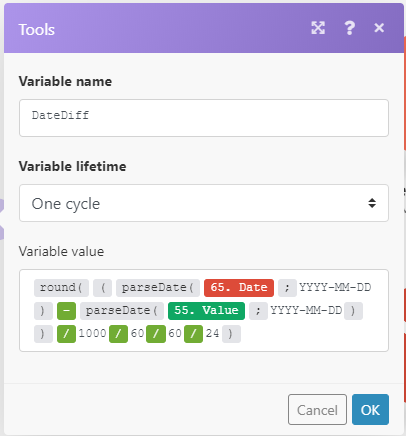 Tools
Variable name
DateDiff
Variable lifetime
One cycle
Variable value
round( ( parseDate( 65. Date ; YYYY-MM-DD
) - parseDate( 55. Value ; YYYY-MM-DD )
) / 1000 / 60 / 60 / 24 )
Cancel OK